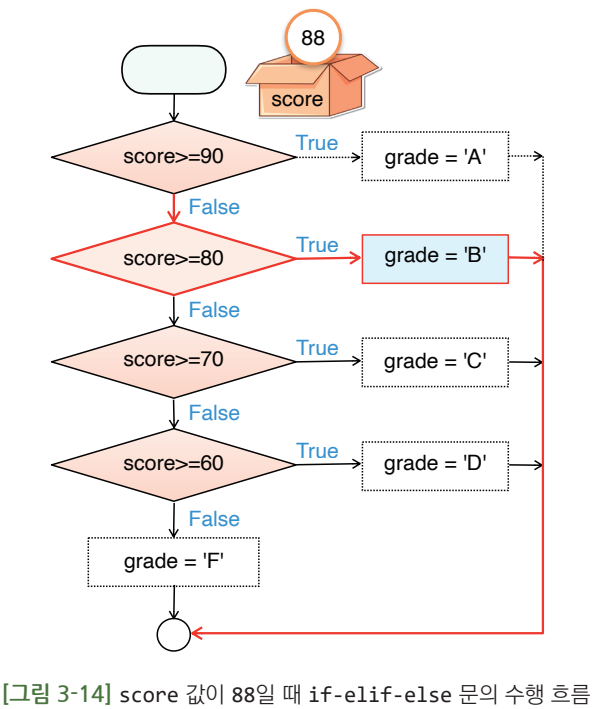 88
score
score>=90
True
grade = 'A'
False
score>=80
True
grade = 'B'
False
score>=70
True
grade = 'C'
False
score>=60
True
grade = 'D'
False
grade = 'F'
[그림 3-14] score 값이 88일 때 if-elif-else 문의 수행 흐름